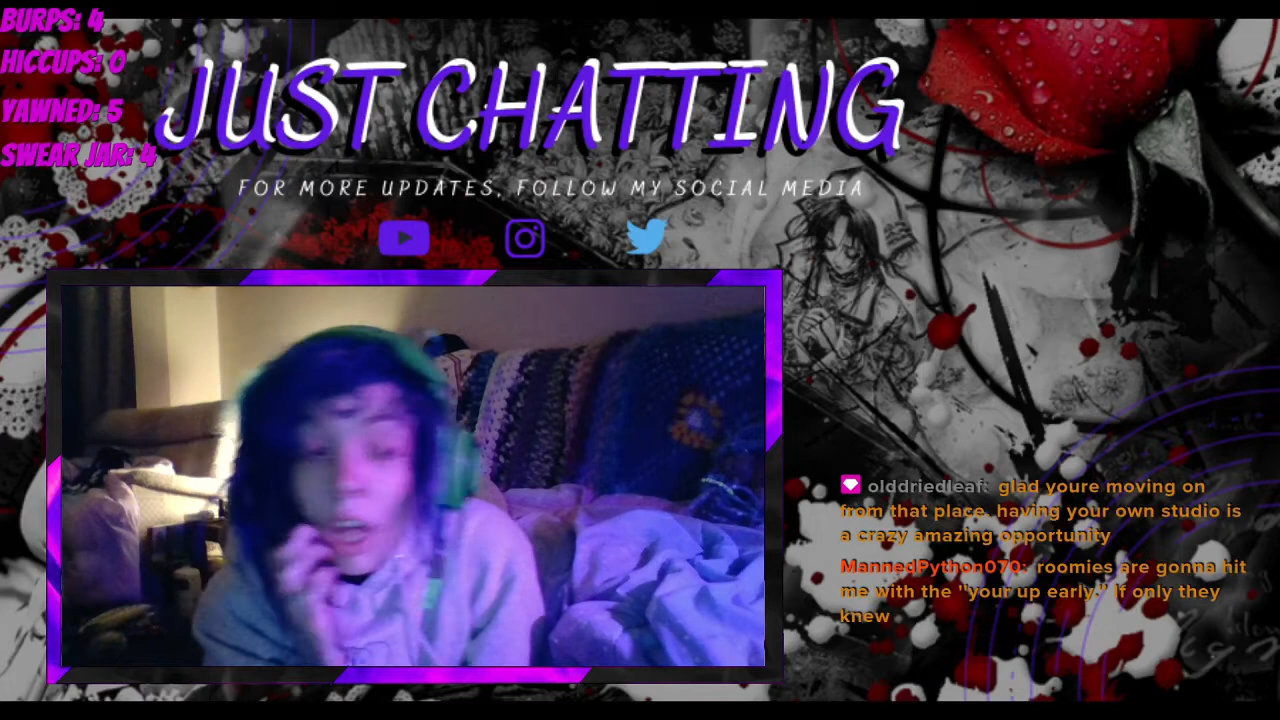 BURPS: 4
HICCUPS: 0
YAWNED: 5
SWEAR JAR: 4
JUST CHATTING
FOR MORE UPDATES, FOLLOW MY SOCIAL MEDIA
olddriedleaf: glad youre moving on
from that place, having your own studio is
a crazy amazing opportunity
MannedPython070: roomies are gonna hit
me with the "your up early." If only they
knew